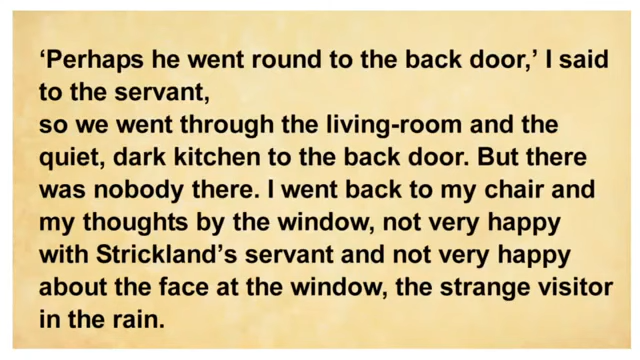 ‘Perhaps he went round to the back door,’ I said
to the servant,
so we went through the living-room and the
quiet, dark kitchen to the back door. But there
was nobody there. I went back to my chair and
my thoughts by the window, not very happy
with Strickland’s servant and not very happy
about the face at the window, the strange visitor
in the rain.